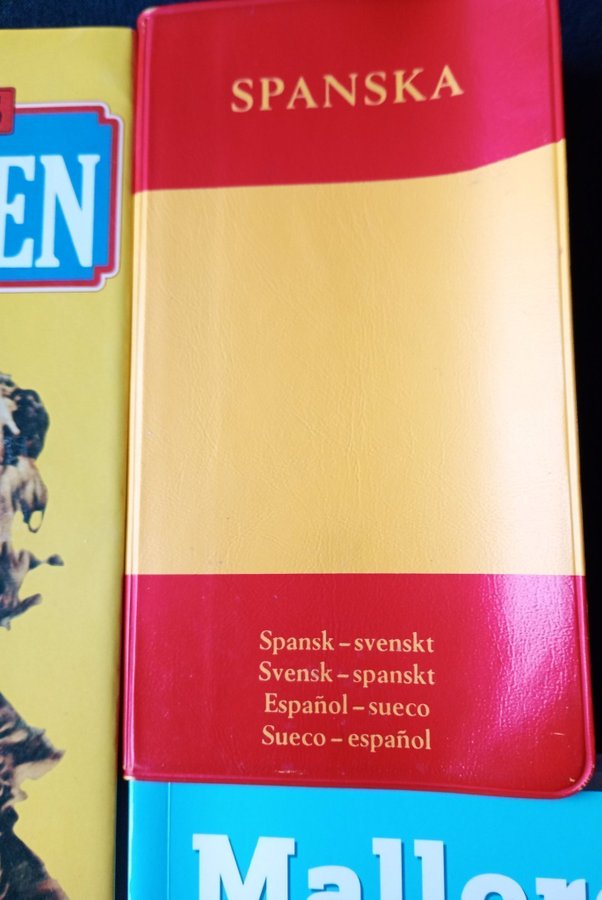 SPANSKA
EN
Spansk – svenskt
Svensk – spanskt
Español – sueco
Sueco – español
Mallor